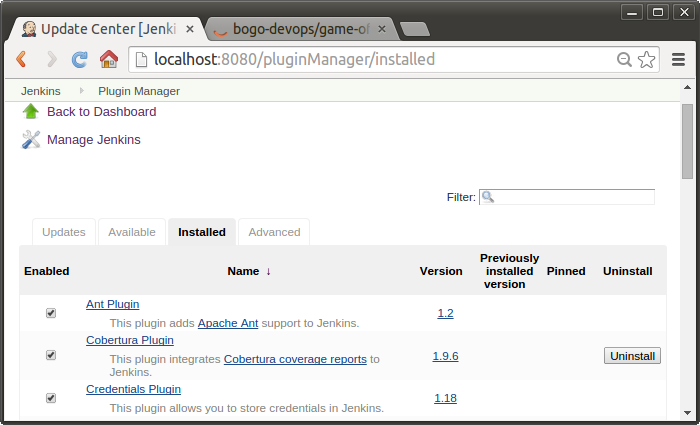 Update Center [Jenki
bogo-devops/game-of
localhost:8080/pluginManager/installed
Jenkins Plugin Manager
Back to Dashboard
Manage Jenkins
Filter:
Updates Available Installed Advanced
Enabled Name ↓ Version Previously installed version Pinned Uninstall
Ant Plugin
This plugin adds Apache Ant support to Jenkins.
1.2
Cobertura Plugin
This plugin integrates Cobertura coverage reports to
Jenkins.
1.9.6
Uninstall
Credentials Plugin
This plugin allows you to store credentials in Jenkins.
1.18